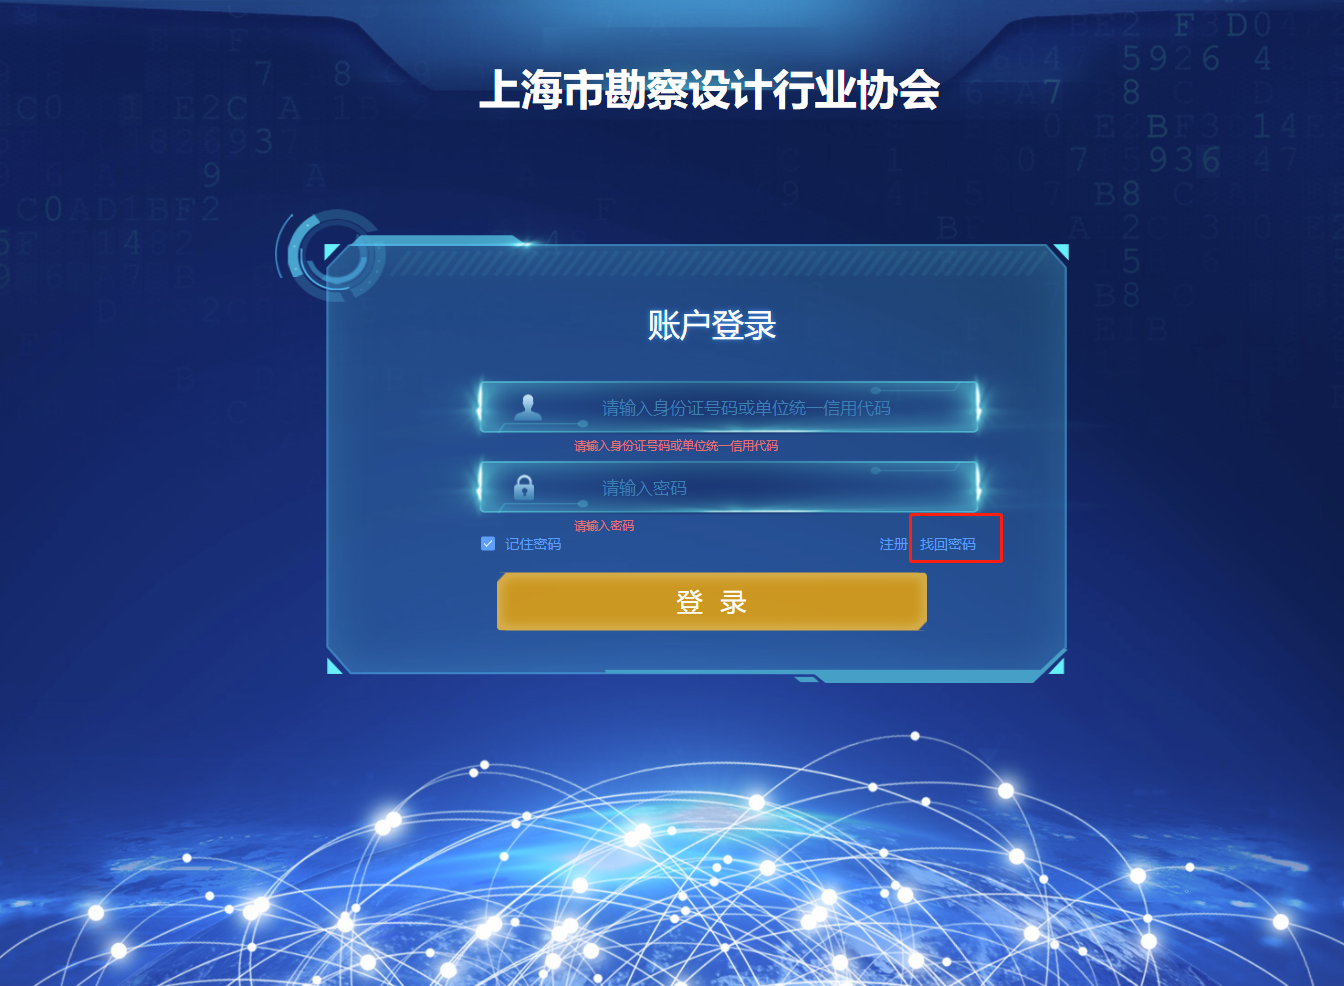 上海市勘察设计行业协会
账户登录
请输入身份证号码或单位统一信用代码
请输入身份证号码或单位统一信用代码
请输入密码
请输入密码
记住密码 注册 找回密码
登 录